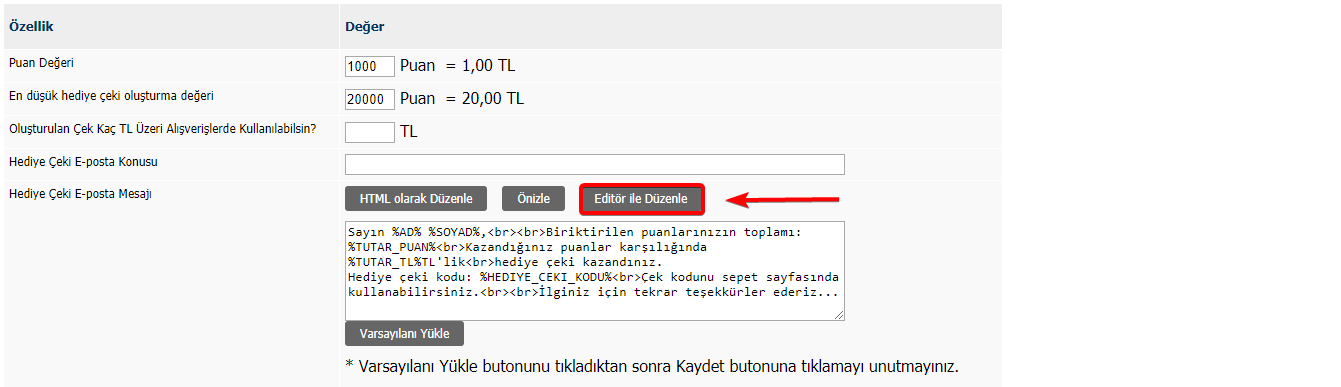 Özellik Değer
Puan Değeri 1000 Puan = 1,00 TL
En düşük hediye çeki oluşturma değeri 20000 Puan = 20,00 TL
Oluşturulan Çek Kaç TL Üzeri Alışverişlerde Kullanılabilsin? TL
Hediye Çeki E-posta Konusu
Hediye Çeki E-posta Mesajı HTML olarak Düzenle Önizle Editör ile Düzenle
Sayın %AD% %SOYAD%,<br><br>Biriktirilen puanlarınızın toplamı:
%TUTAR_PUAN%<br>Kazandığınız puanlar karşılığında
%TUTAR_TL%TL'lik<br>hediye çeki kazandınız.
Hediye çeki kodu: %HEDIYE_CEKI_KODU%<br>Çek kodunu sepet sayfasında
kullanabilirsiniz.<br><br>İlginiz için tekrar teşekkürler ederiz...
Varsayılanı Yükle
* Varsayılanı Yükle butonunu tıkladıktan sonra Kaydet butonuna tıklamayı unutmayınız.